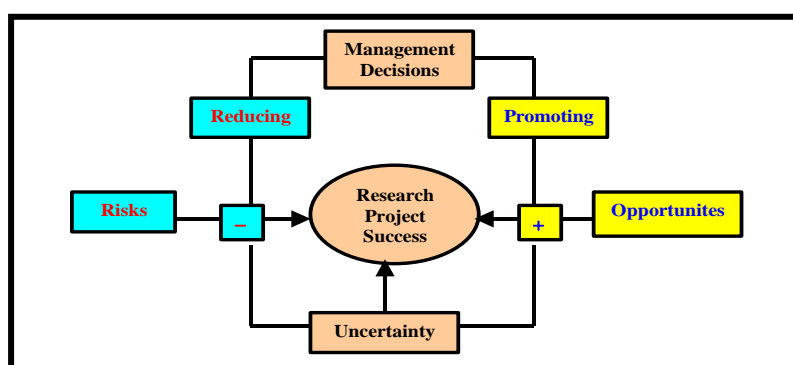 Management
Decisions
Reducing
Promoting
Risks
–
Research
Project
Success
+
Opportunites
Uncertainty